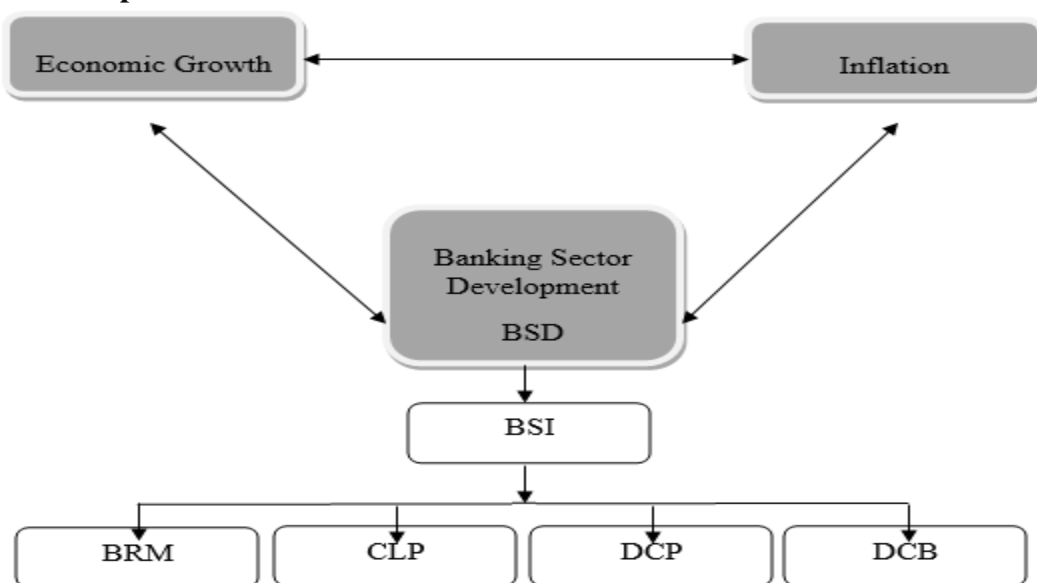 Economic Growth
Inflation
Banking Sector
Development
BSD
BSI
BRM
CLP
DCP
DCB